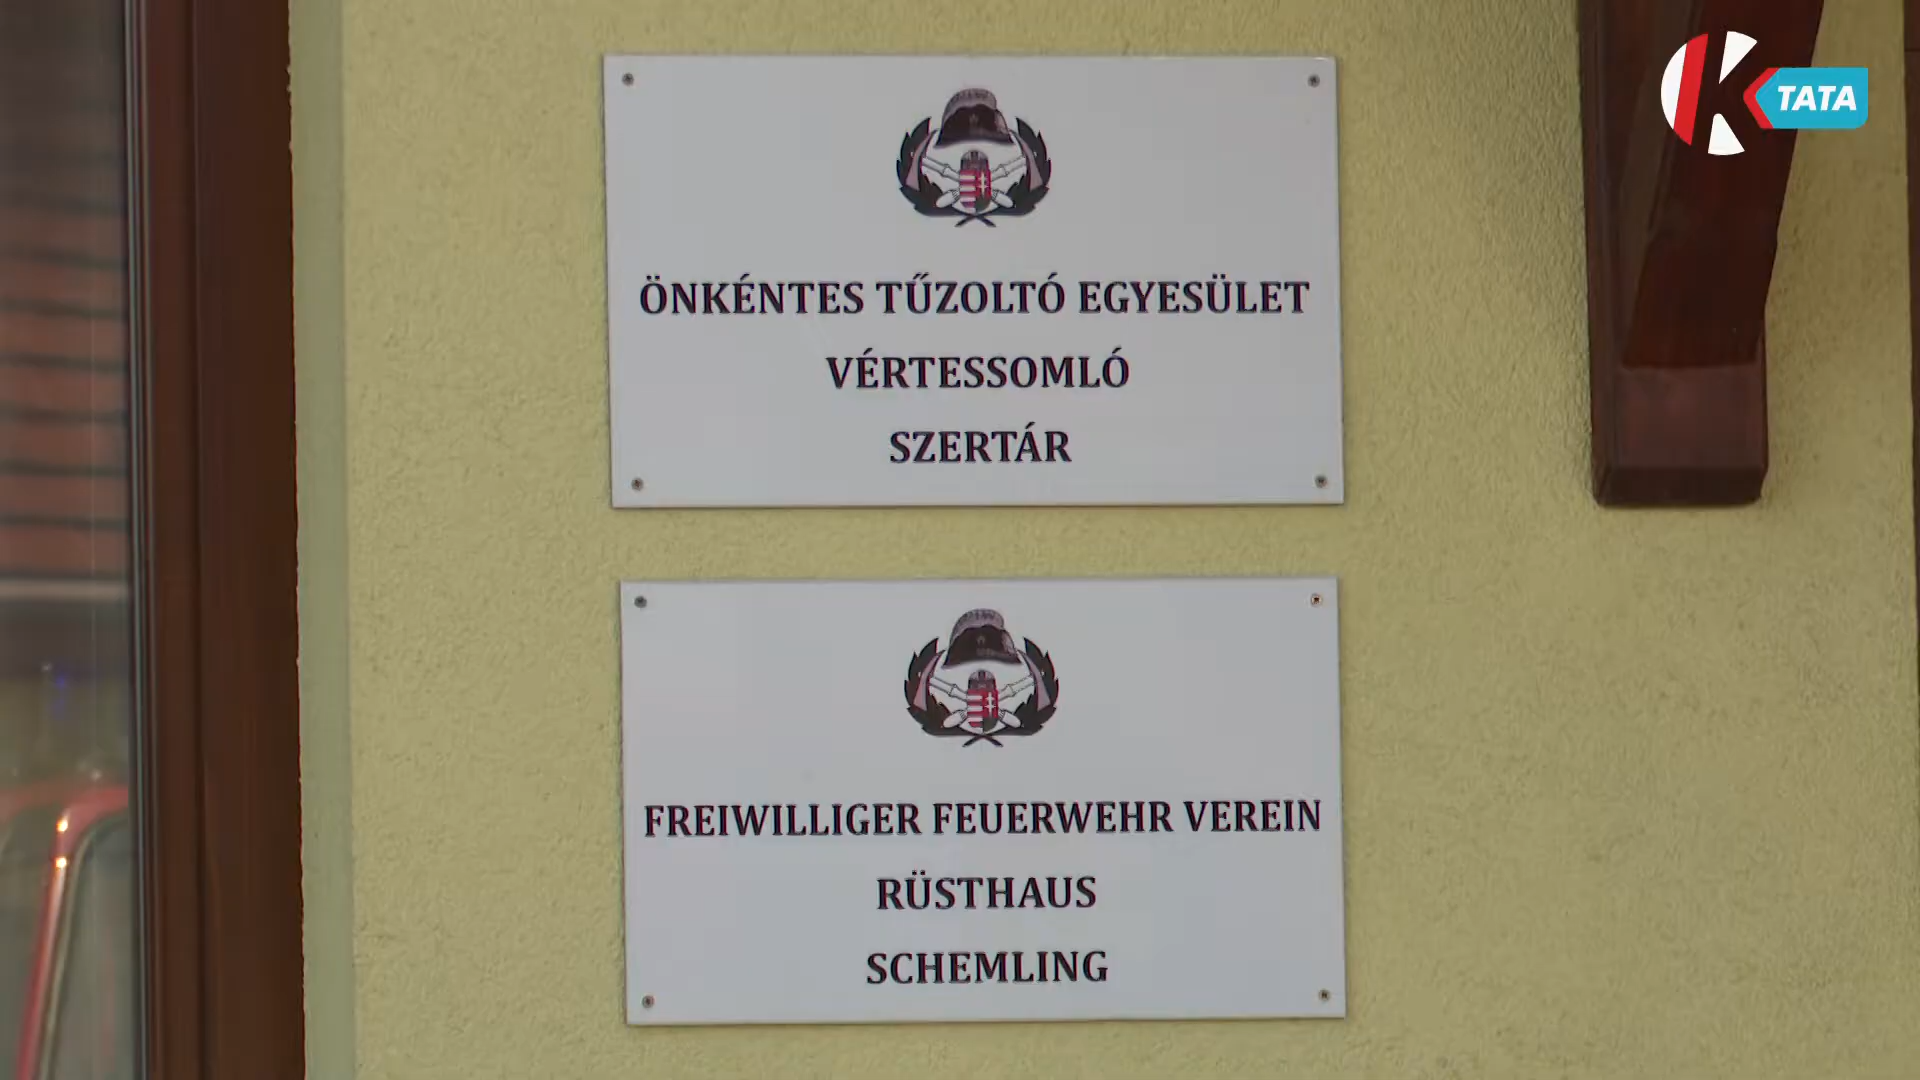 K TATA
ÖNKÉNTES TŰZOLTÓ EGYESÜLET
VÉRTESSOMLÓ
SZERTÁR
FREIWILLIGER FEUERWEHR VEREIN
RÜSTHAUS
SCHEMLING